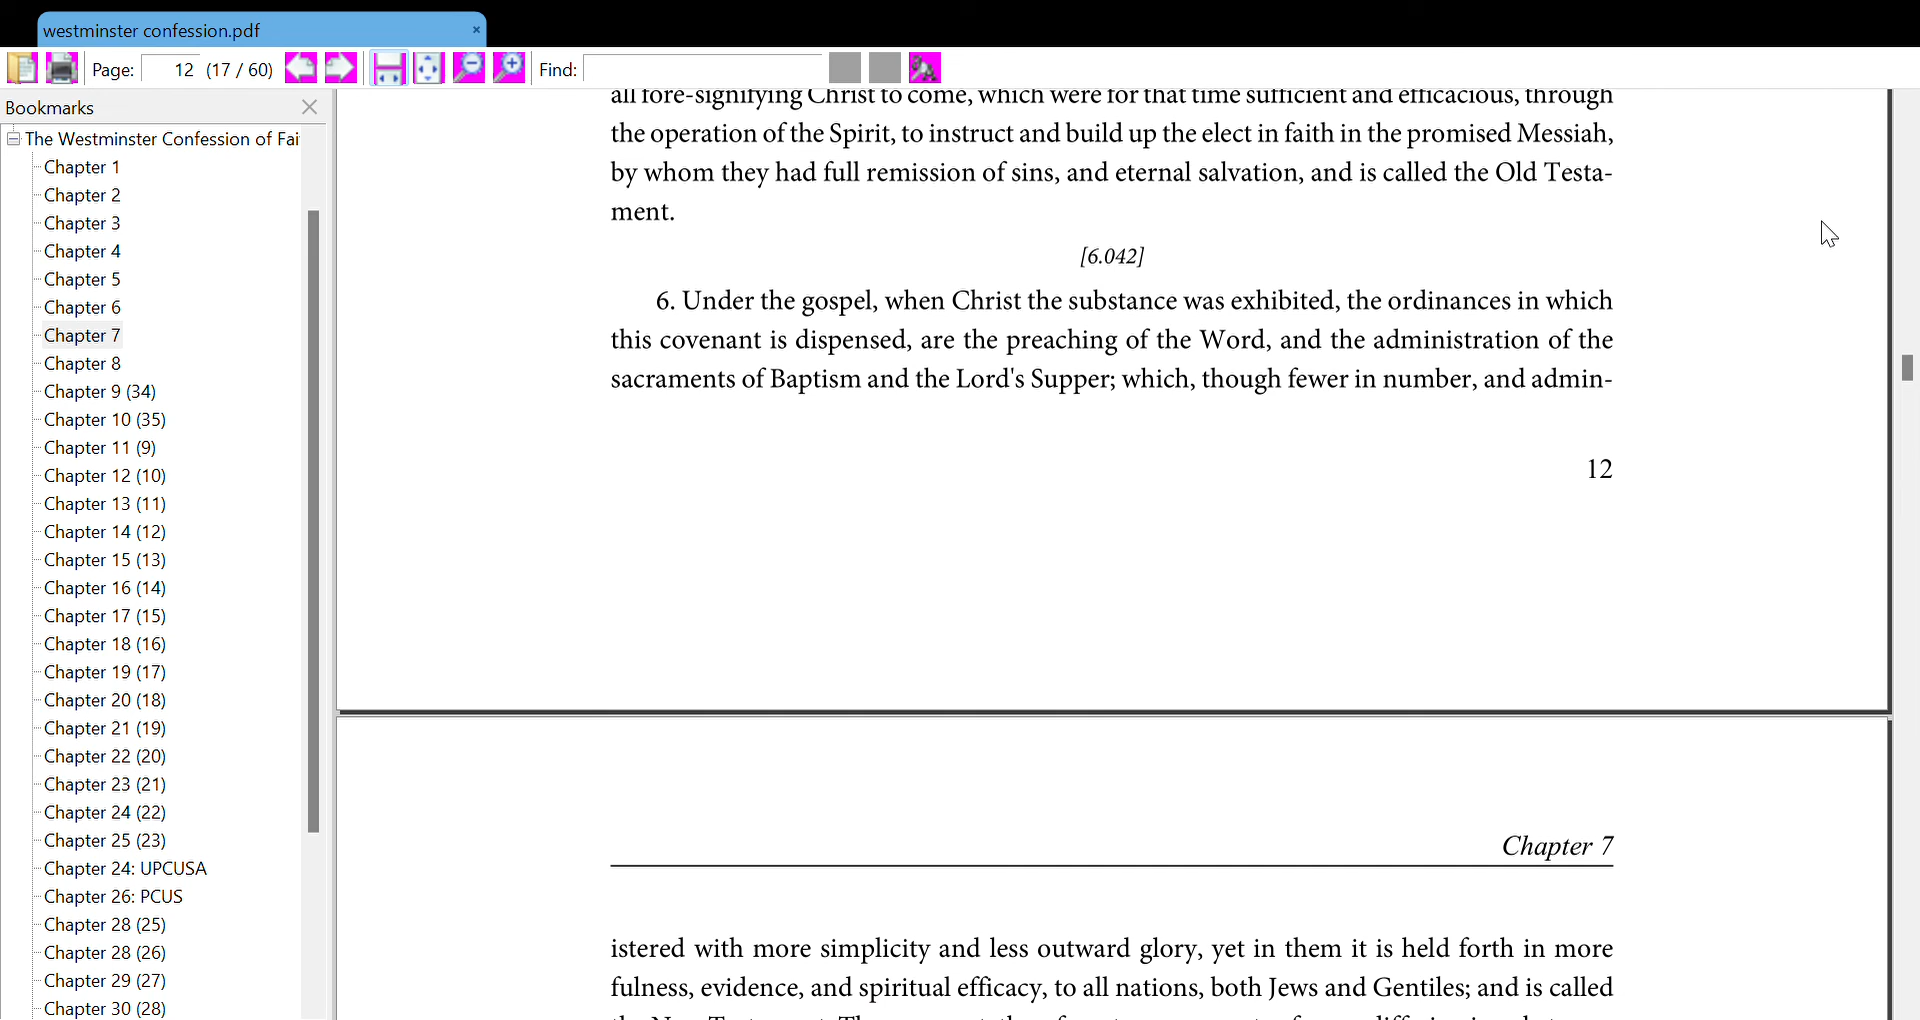 westminster confession.pdf
×
Page: 12 (17 / 60) Find:
Bookmarks
The Westminster Confession of Fai
Chapter 1
Chapter 2
Chapter 3
Chapter 4
Chapter 5
Chapter 6
Chapter 7
Chapter 8
Chapter 9 (34)
Chapter 10 (35)
Chapter 11 (9)
Chapter 12 (10)
Chapter 13 (11)
Chapter 14 (12)
Chapter 15 (13)
Chapter 16 (14)
Chapter 17 (15)
Chapter 18 (16)
Chapter 19 (17)
Chapter 20 (18)
Chapter 21 (19)
Chapter 22 (20)
Chapter 23 (21)
Chapter 24 (22)
Chapter 25 (23)
Chapter 24: UPCUSA
Chapter 26: PCUS
Chapter 28 (25)
Chapter 28 (26)
Chapter 29 (27)
Chapter 30 (28)
all fore-signifying Christ to come, which were for that time sufficient and efficacious, through
the operation of the Spirit, to instruct and build up the elect in faith in the promised Messiah,
by whom they had full remission of sins, and eternal salvation, and is called the Old Testa-
ment.
[6.042]
6. Under the gospel, when Christ the substance was exhibited, the ordinances in which
this covenant is dispensed, are the preaching of the Word, and the administration of the
sacraments of Baptism and the Lord's Supper; which, though fewer in number, and admin-
12
Chapter 7
istered with more simplicity and less outward glory, yet in them it is held forth in more
fulness, evidence, and spiritual efficacy, to all nations, both Jews and Gentiles; and is called